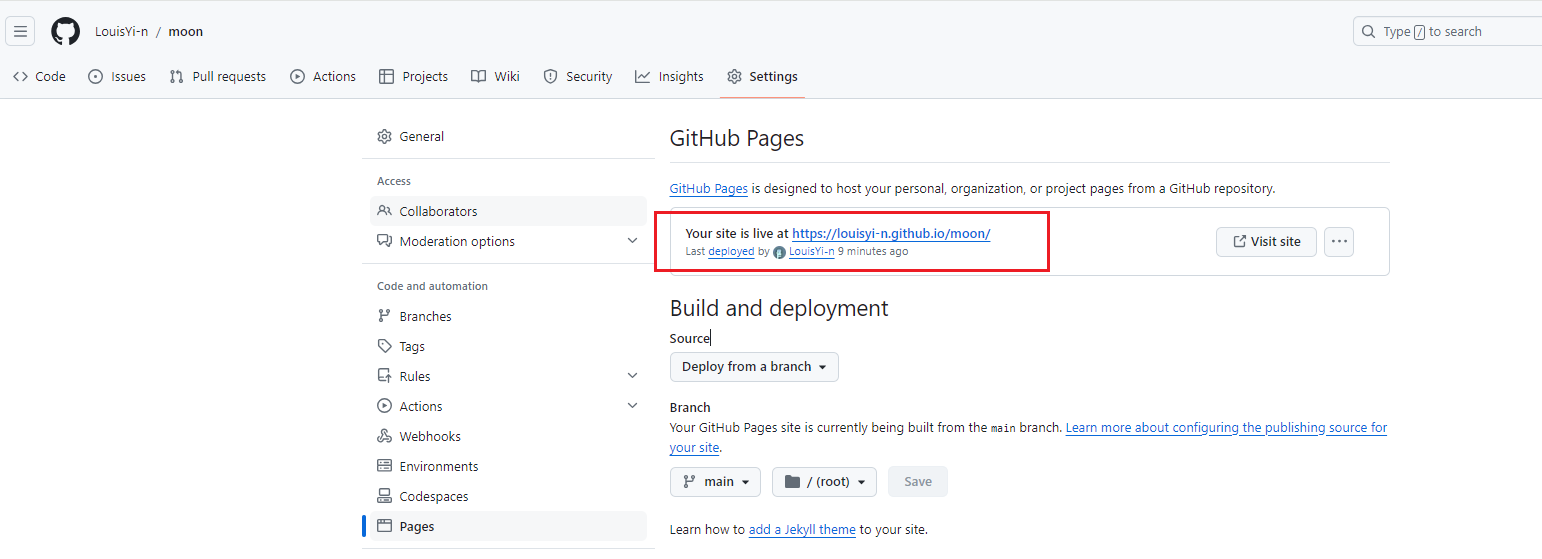 LouisYi-n / moon
Type / to search
Code Issues Pull requests Actions Projects Wiki Security Insights Settings
General
Access
Collaborators
Moderation options
Code and automation
Branches
Tags
Rules
Actions
Webhooks
Environments
Codespaces
Pages
GitHub Pages
GitHub Pages is designed to host your personal, organization, or project pages from a GitHub repository.
Your site is live at https://louisyi-n.github.io/moon/
Last deployed by LouisYi-n 9 minutes ago
Visit site
Build and deployment
Source
Deploy from a branch
Branch
Your GitHub Pages site is currently being built from the main branch. Learn more about configuring the publishing source for
your site.
main / (root) Save
Learn how to add a Jekyll theme to your site.